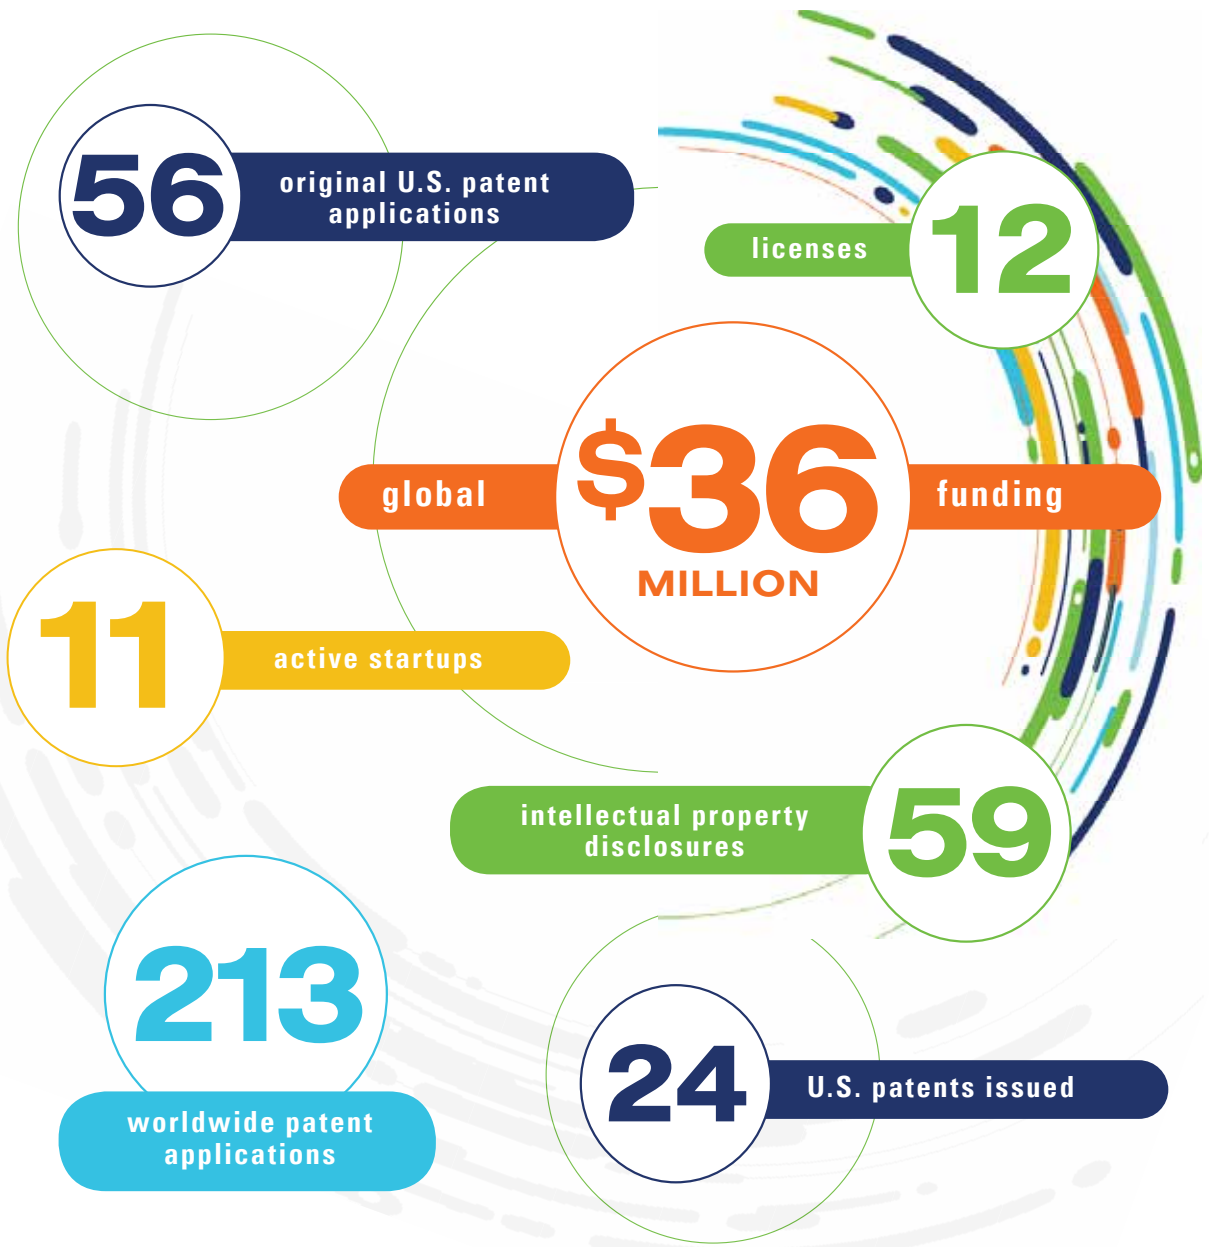 56
original U.S. patent
applications
licenses
12
global
$36
MILLION
funding
11
active startups
intellectual property
disclosures
59
213
worldwide patent
applications
24
U.S. patents issued